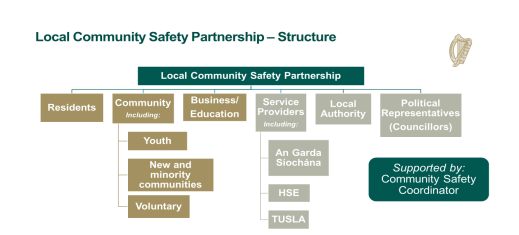 Local Community Safety Partnership – Structure
Local Community Safety Partnership
Residents
Community
Including:
Business/
Education
Service
Providers
Including:
Local
Authority
Political
Representatives
(Councillors)
Youth
New and
minority
communities
Voluntary
An Garda
Síochána
HSE
TUSLA
Supported by:
Community Safety
Coordinator